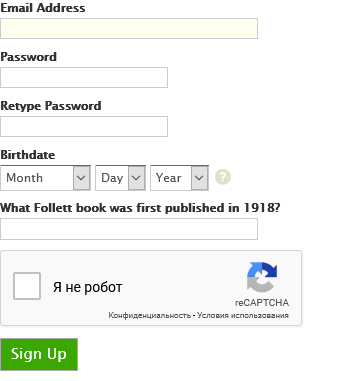 Email Address
Password
Retype Password
Birthdate
Month Day Year ?
What Follett book was first published in 1918?
Я не робот
reCAPTCHA
Конфиденциальность - Условия использования
Sign Up